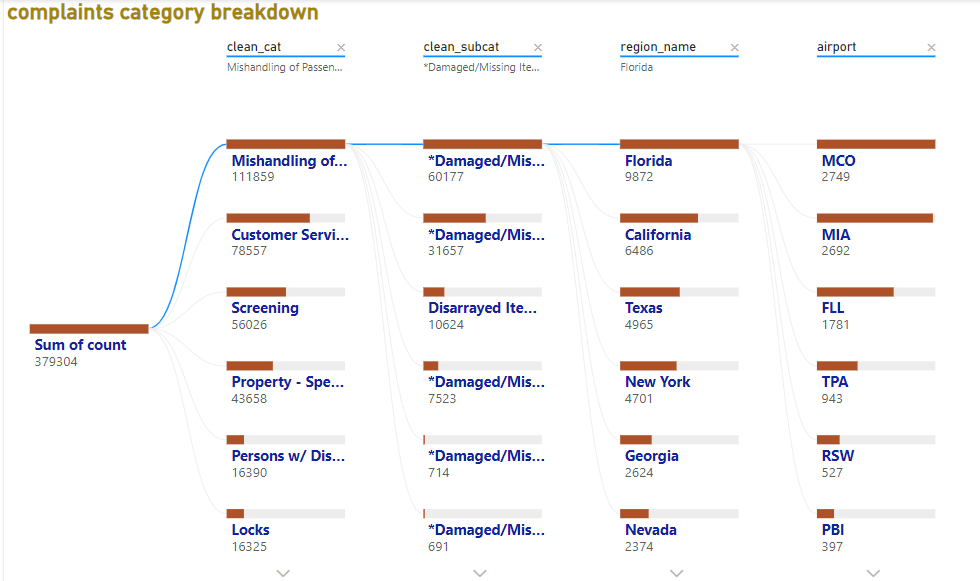 complaints category breakdown
clean_cat
Mishandling of Passen...
clean_subcat
*Damaged/Missing Ite...
region_name
Florida
airport
Sum of count
379304
Mishandling of...
111859
Customer Servi...
78557
Screening
56026
Property - Spe...
43658
Persons w/ Dis...
16390
Locks
16325
*Damaged/Mis...
60177
*Damaged/Mis...
31657
Disarrayed Ite...
10624
*Damaged/Mis...
7523
*Damaged/Mis...
714
*Damaged/Mis...
691
Florida
9872
California
6486
Texas
4965
New York
4701
Georgia
2624
Nevada
2374
MCO
2749
MIA
2692
FLL
1781
TPA
943
RSW
527
PBI
397